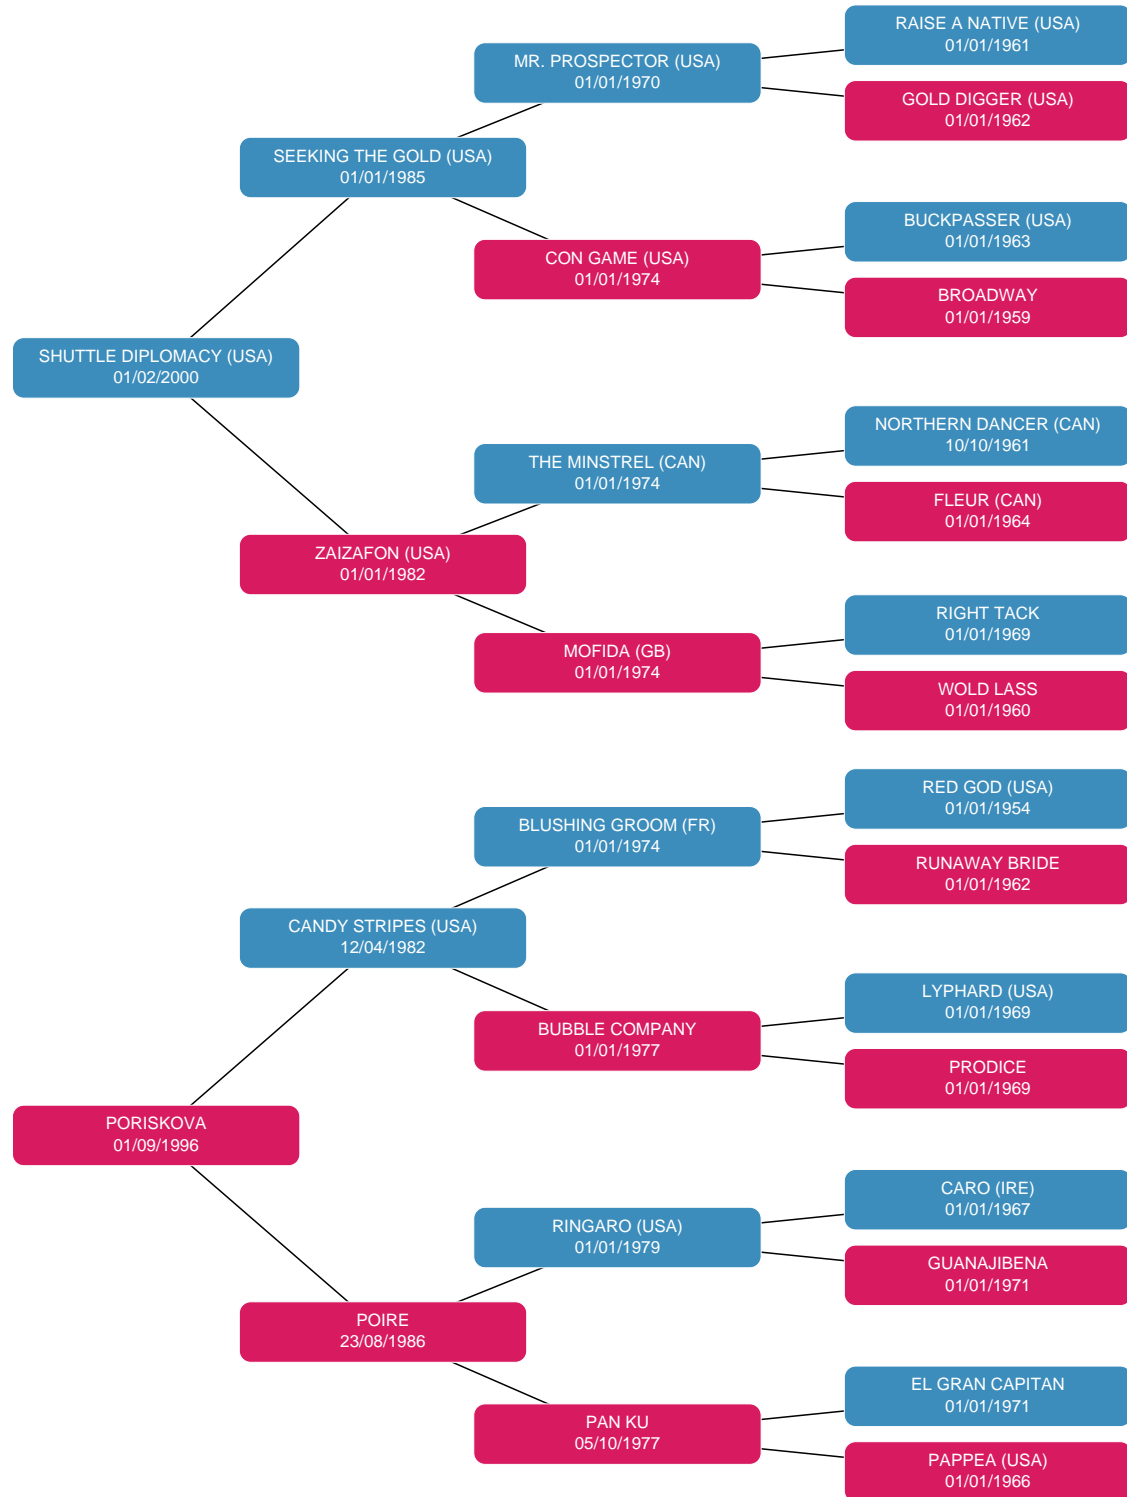 RAISE A NATIVE (USA)
01/01/1961
MR. PROSPECTOR (USA)
01/01/1970
GOLD DIGGER (USA)
01/01/1962
SEEKING THE GOLD (USA)
01/01/1985
BUCKPASSER (USA)
01/01/1963
CON GAME (USA)
01/01/1974
BROADWAY
01/01/1959
SHUTTLE DIPLOMACY (USA)
01/02/2000
NORTHERN DANCER (CAN)
10/10/1961
THE MINSTREL (CAN)
01/01/1974
FLEUR (CAN)
01/01/1964
ZAIZAFON (USA)
01/01/1982
RIGHT TACK
01/01/1969
MOFIDA (GB)
01/01/1974
WOLD LASS
01/01/1960
RED GOD (USA)
01/01/1954
BLUSHING GROOM (FR)
01/01/1974
RUNAWAY BRIDE
01/01/1962
CANDY STRIPES (USA)
12/04/1982
LYPHARD (USA)
01/01/1969
BUBBLE COMPANY
01/01/1977
PRODICE
01/01/1969
PORISKOVA
01/09/1996
CARO (IRE)
01/01/1967
RINGARO (USA)
01/01/1979
GUANAJIBENA
01/01/1971
POIRE
23/08/1986
EL GRAN CAPITAN
01/01/1971
PAN KU
05/10/1977
PAPPEA (USA)
01/01/1966